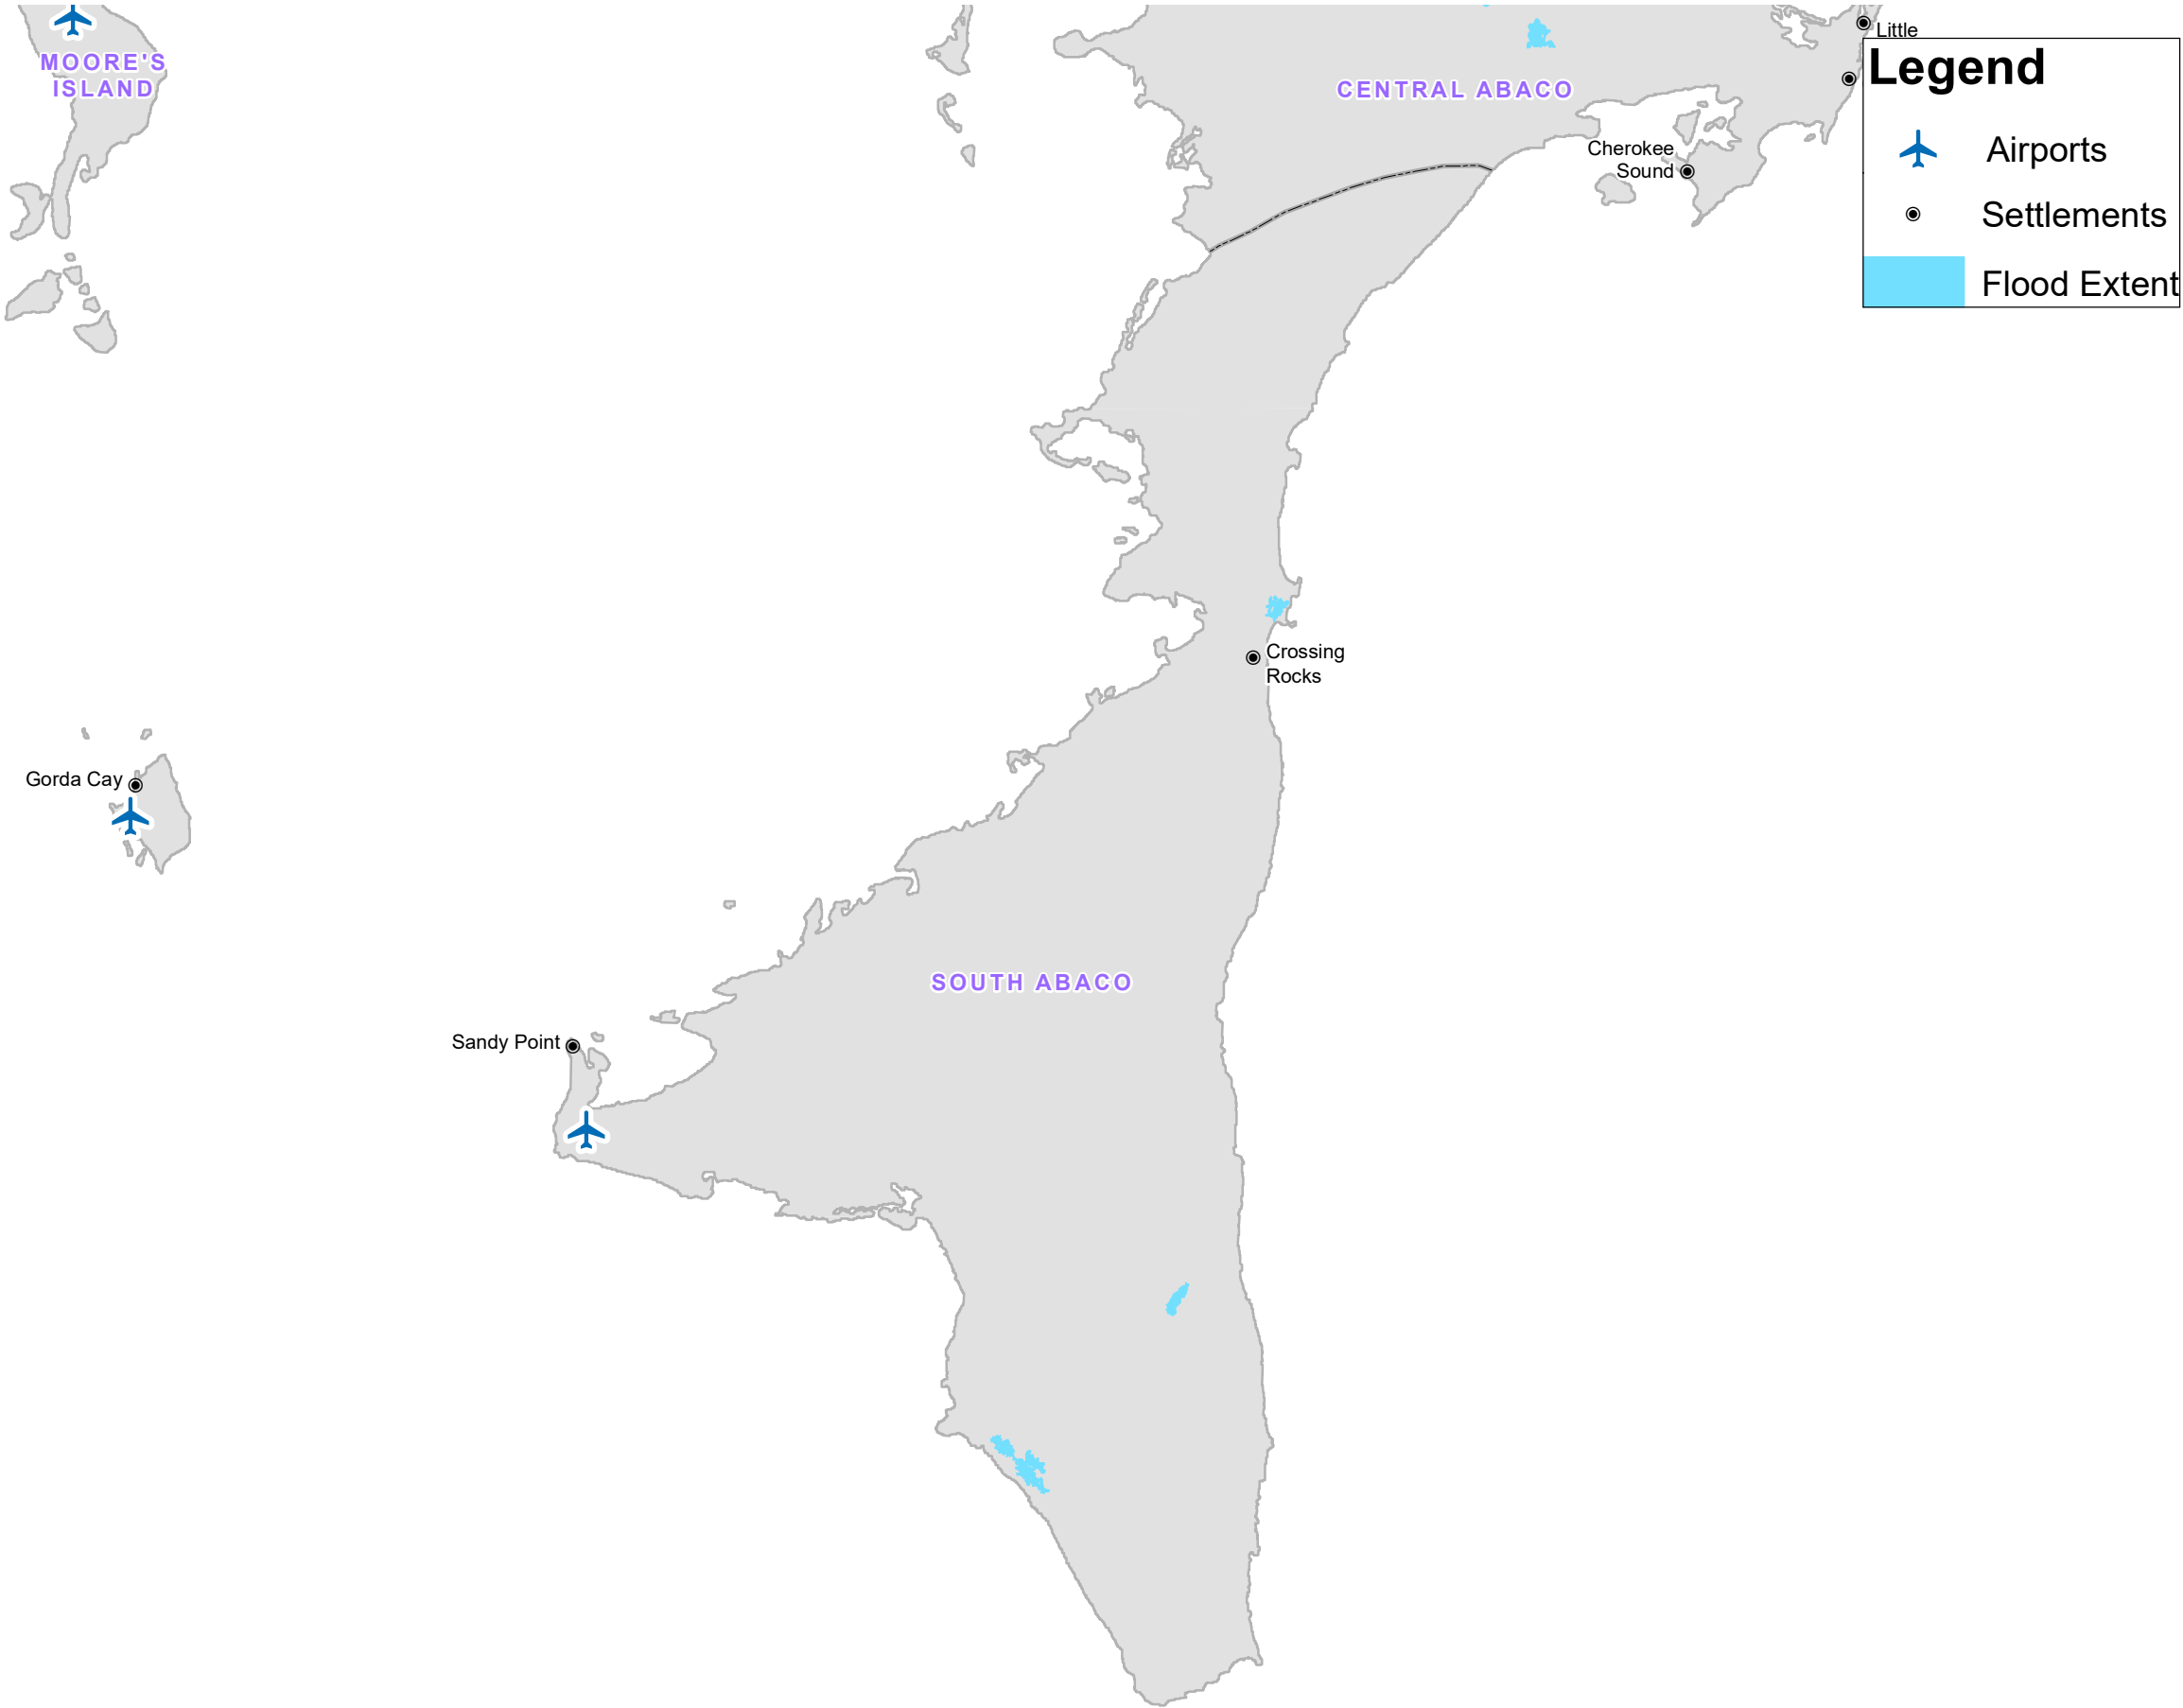 Little
MOORE'S
ISLAND
CENTRAL ABACO
Legend
Airports
Settlements
Flood Extent
Cherokee
Sound
Crossing
Rocks
Gorda Cay
SOUTH ABACO
Sandy Point